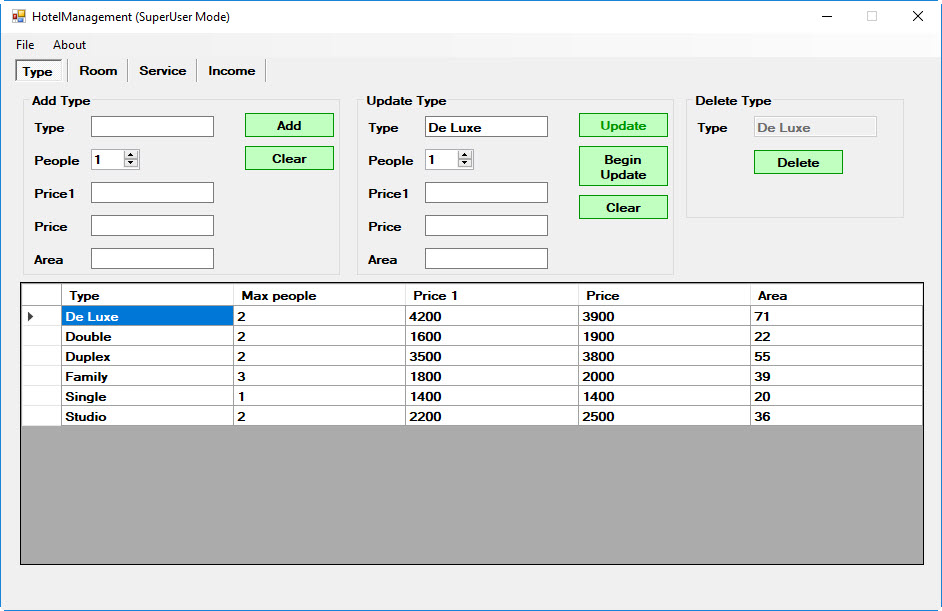 HotelManagement (SuperUser Mode)
File About
Type Room Service Income
Add Type
Type
Add
People 1
Clear
Price1
Price
Area
Update Type
Type De Luxe
Update
People 1
Begin
Update
Price1
Clear
Price
Area
Delete Type
Type De Luxe
Delete
Type Max people Price 1 Price Area
De Luxe 2 4200 3900 71
Double 2 1600 1900 22
Duplex 2 3500 3800 55
Family 3 1800 2000 39
Single 1 1400 1400 20
Studio 2 2200 2500 36